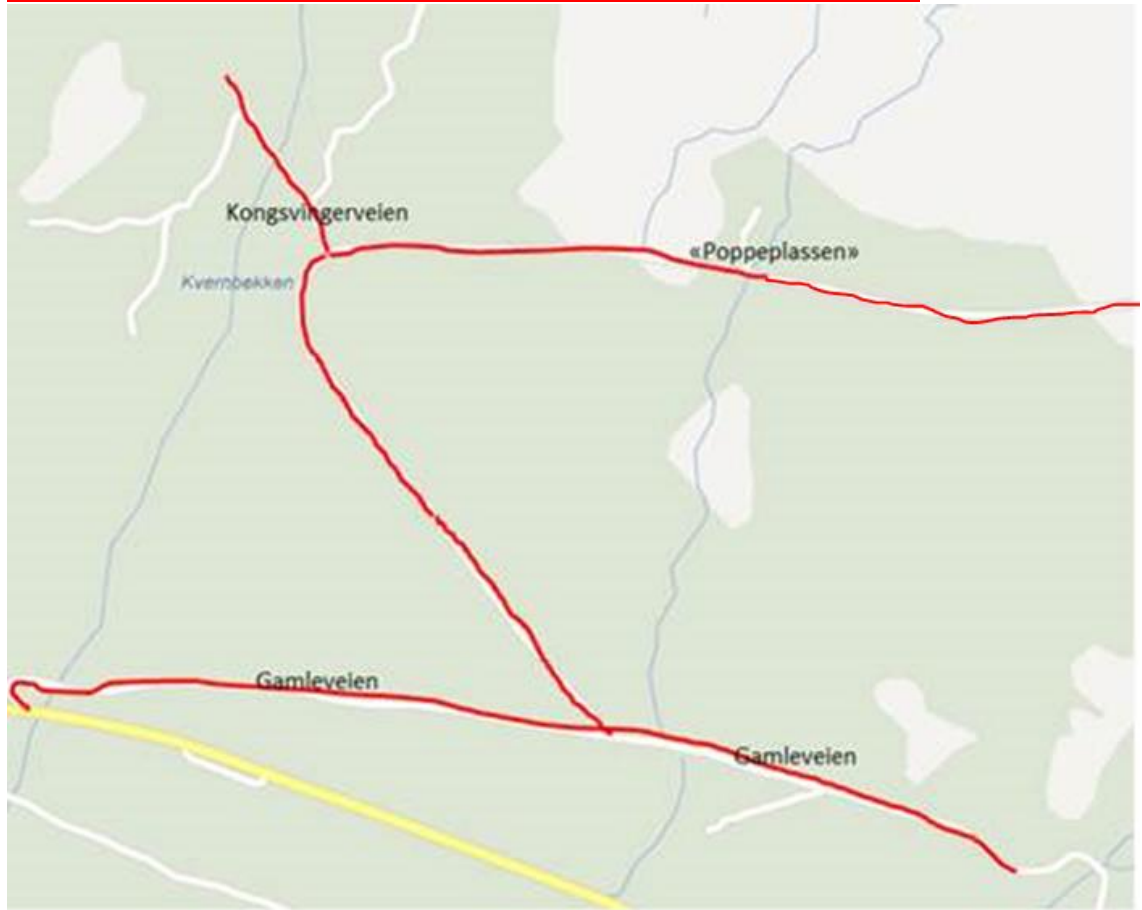 Kongsvingerveien
«Poppeplassen»
Kvernbekken
Gamleveien
Gamleveien